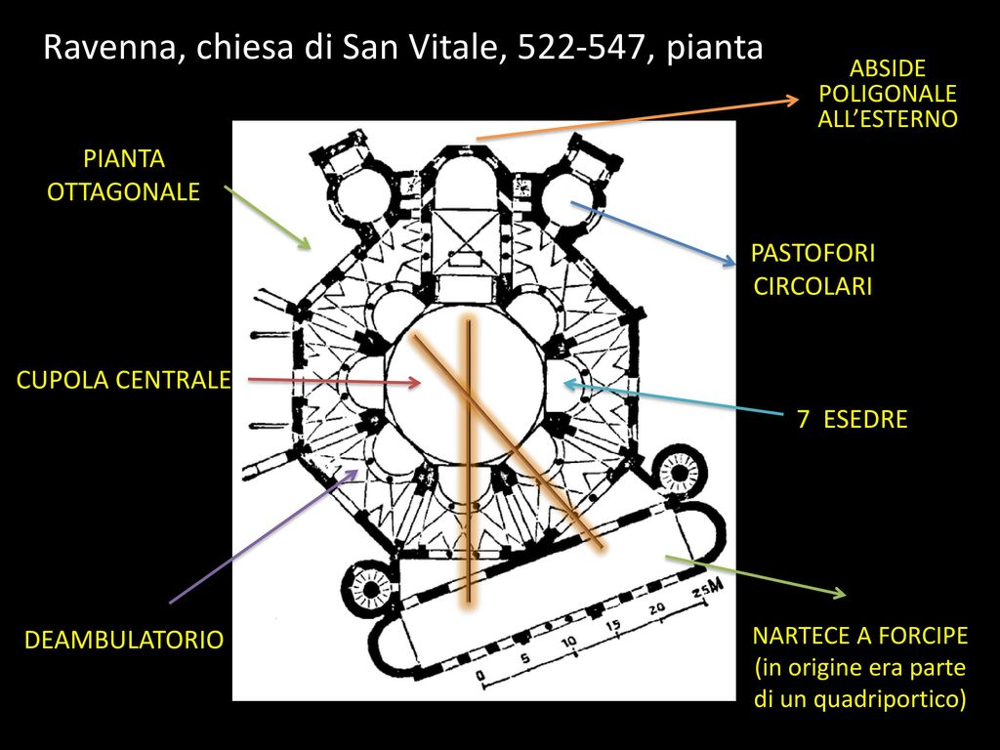 Ravenna, chiesa di San Vitale, 522-547, pianta
ABSIDE
POLIGONALE
ALL’ESTERNO
PIANTA
OTTAGONALE
PASTOFORI
CIRCOLARI
CUPOLA CENTRALE
7 ESEDRE
DEAMBULATORIO
NARTECE A FORCIPE
(in origine era parte
di un quadriportico)
0 5 10 15 20 25M